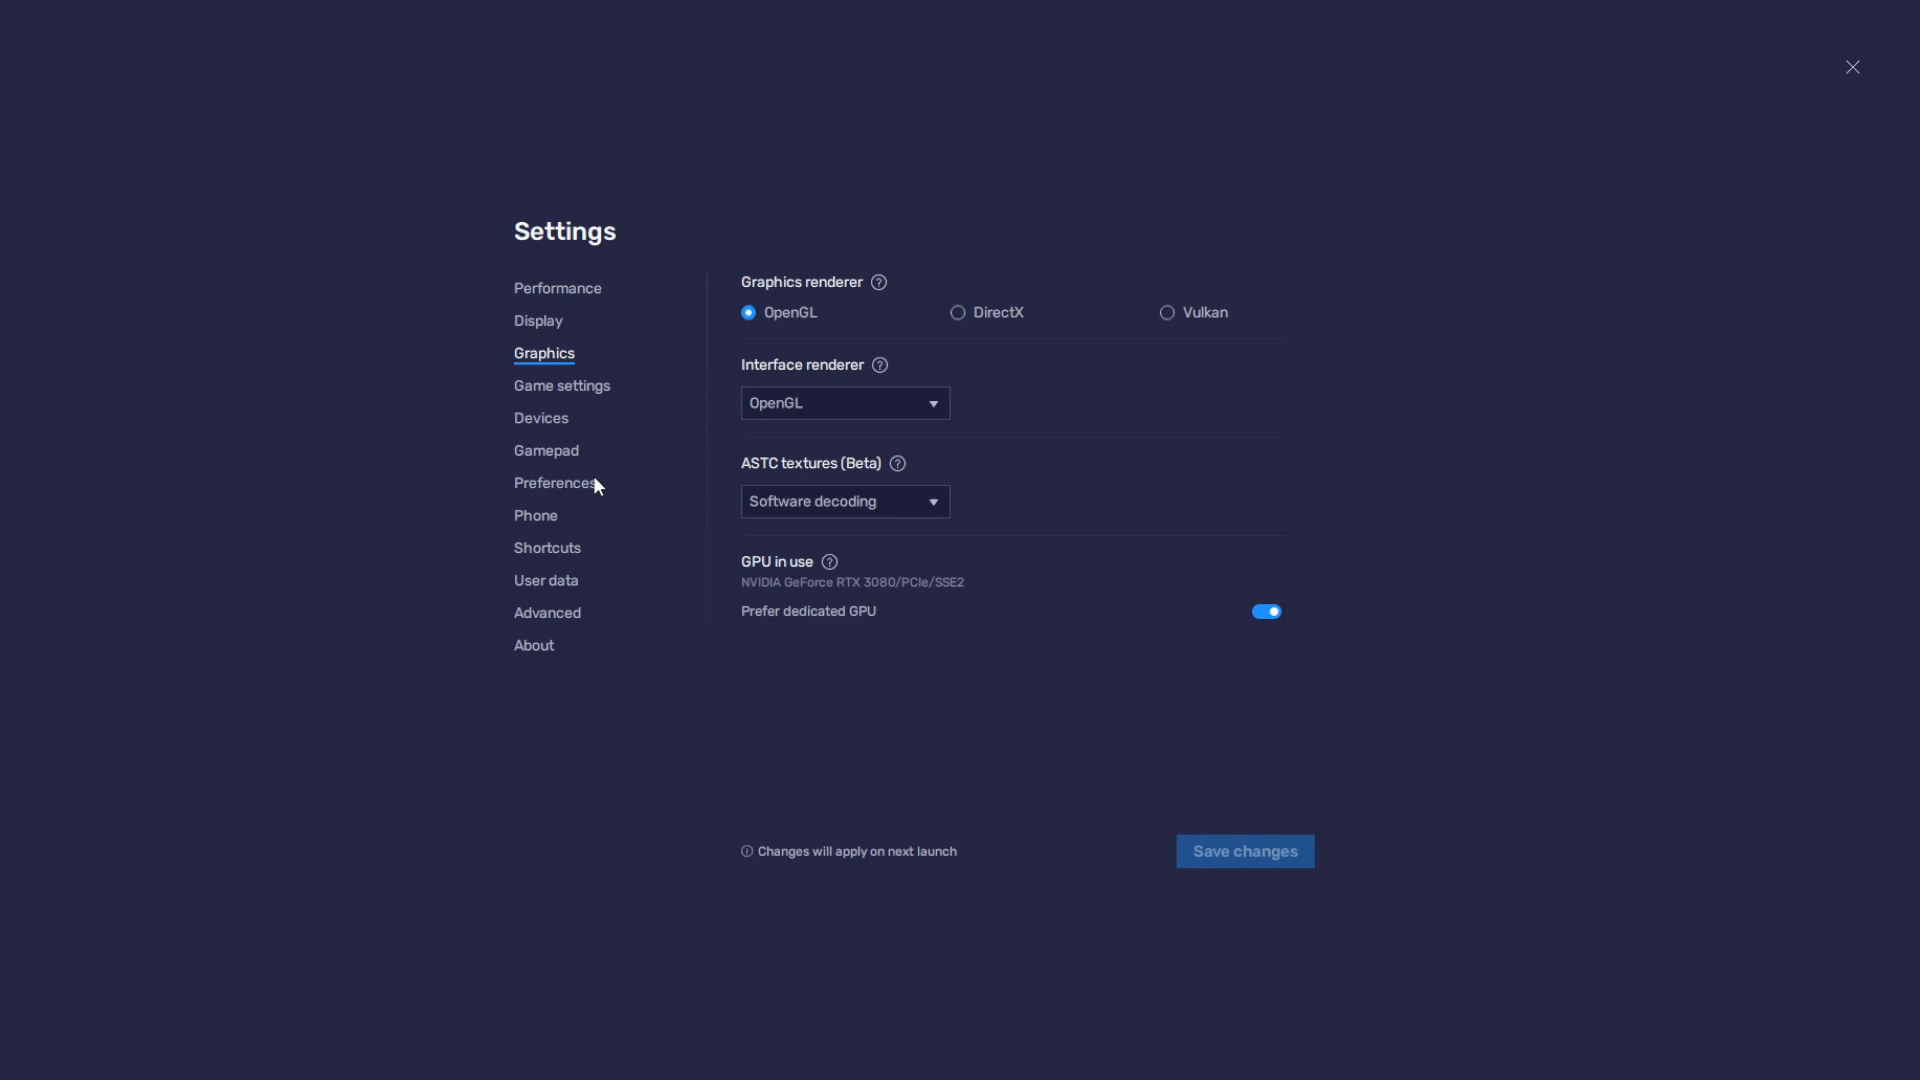 Settings
Performance
Display
Graphics
Game settings
Devices
Gamepad
Preferences
Phone
Shortcuts
User data
Advanced
About
Graphics renderer ?
OpenGL DirectX Vulkan
Interface renderer ?
OpenGL
ASTC textures (Beta) ?
Software decoding
GPU in use ?
NVIDIA GeForce RTX 3080/PCIe/SSE2
Prefer dedicated GPU
Changes will apply on next launch
Save changes